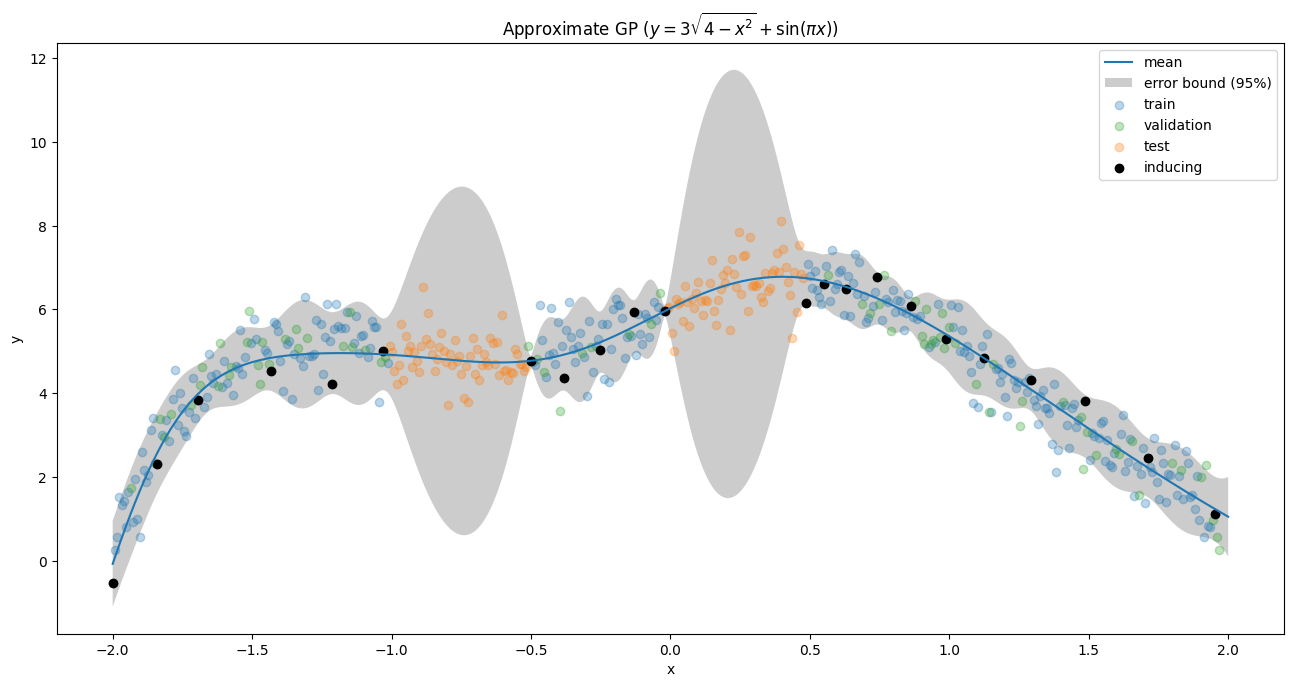 Approximate GP (y = 3√4 − x² + sin(πx))
12
10
8
6
4
2
0
y
−2.0 −1.5 −1.0 −0.5 0.0 0.5 1.0 1.5 2.0
x
mean
error bound (95%)
train
validation
test
inducing